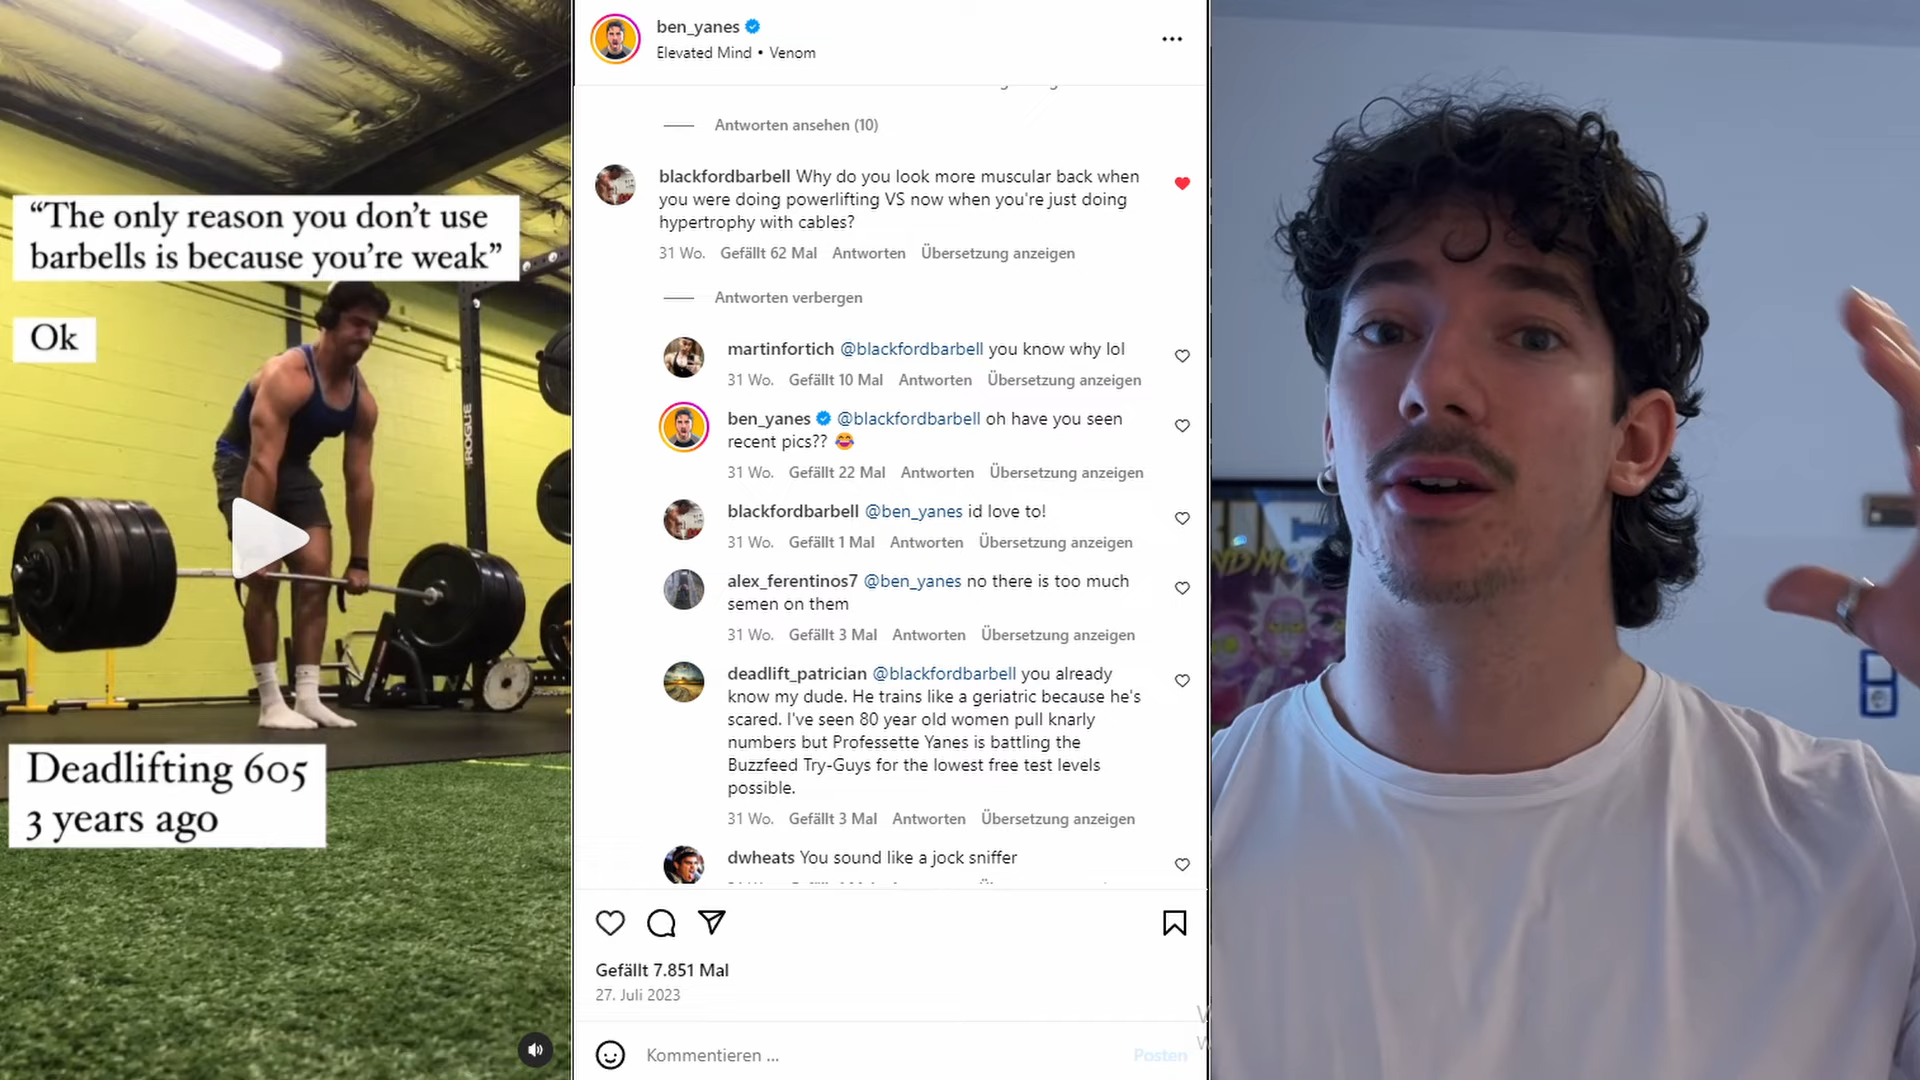 “The only reason you don’t use
barbells is because you’re weak”
Ok
ROGUE
Deadlifting 605
3 years ago
ben_yanes
Elevated Mind • Venom
Antworten ansehen (10)
blackfordbarbell Why do you look more muscular back when
you were doing powerlifting VS now when you're just doing
hypertrophy with cables?
31 Wo. Gefällt 62 Mal Antworten Übersetzung anzeigen
Antworten verbergen
martinfortich @blackfordbarbell you know why lol
31 Wo. Gefällt 10 Mal Antworten Übersetzung anzeigen
ben_yanes @blackfordbarbell oh have you seen
recent pics?? 😂
31 Wo. Gefällt 22 Mal Antworten Übersetzung anzeigen
blackfordbarbell @ben_yanes id love to!
31 Wo. Gefällt 1 Mal Antworten Übersetzung anzeigen
alex_ferentinos7 @ben_yanes no there is too much
semen on them
31 Wo. Gefällt 3 Mal Antworten Übersetzung anzeigen
deadlift_patrician @blackfordbarbell you already
know my dude. He trains like a geriatric because he's
scared. I've seen 80 year old women pull knarly
numbers but Professette Yanes is battling the
Buzzfeed Try-Guys for the lowest free test levels
possible.
31 Wo. Gefällt 3 Mal Antworten Übersetzung anzeigen
dwheats You sound like a jock sniffer
Gefällt 7.851 Mal
27. Juli 2023
Kommentieren ...
Posten